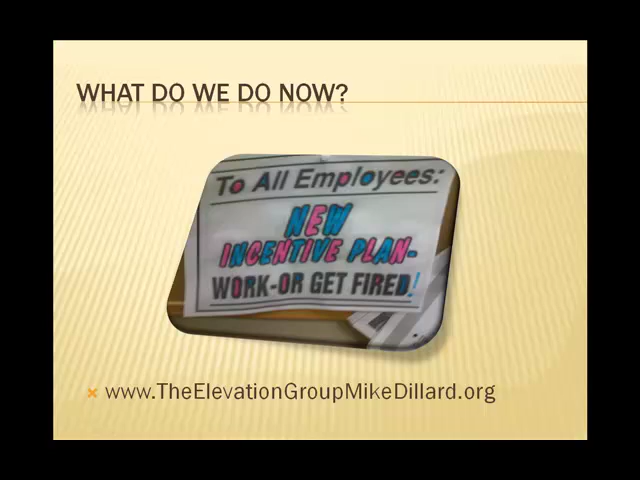 WHAT DO WE DO NOW?
To All Employees:
NEW
INCENTIVE PLAN-
WORK-OR GET FIRED!
www.TheElevationGroupMikeDillard.org